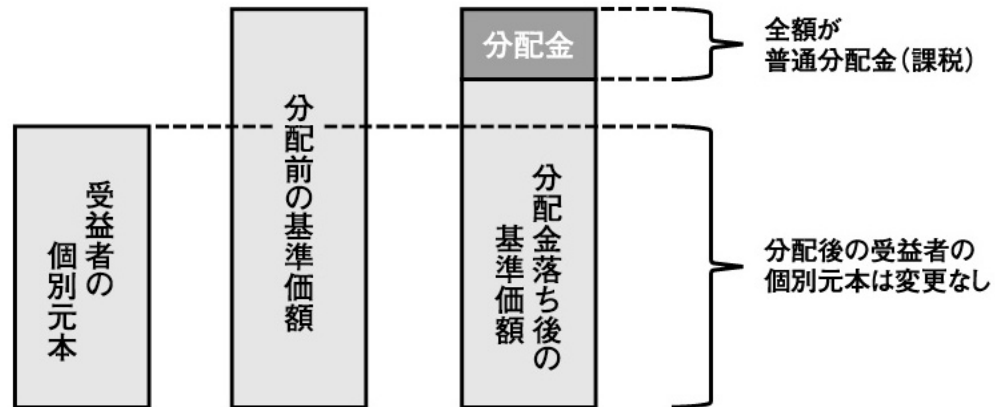 受益者の
個別元本
分配前の基準価額
分配金
分配金落ち後の
基準価額
全額が
普通分配金（課税）
分配後の受益者の
個別元本は変更なし